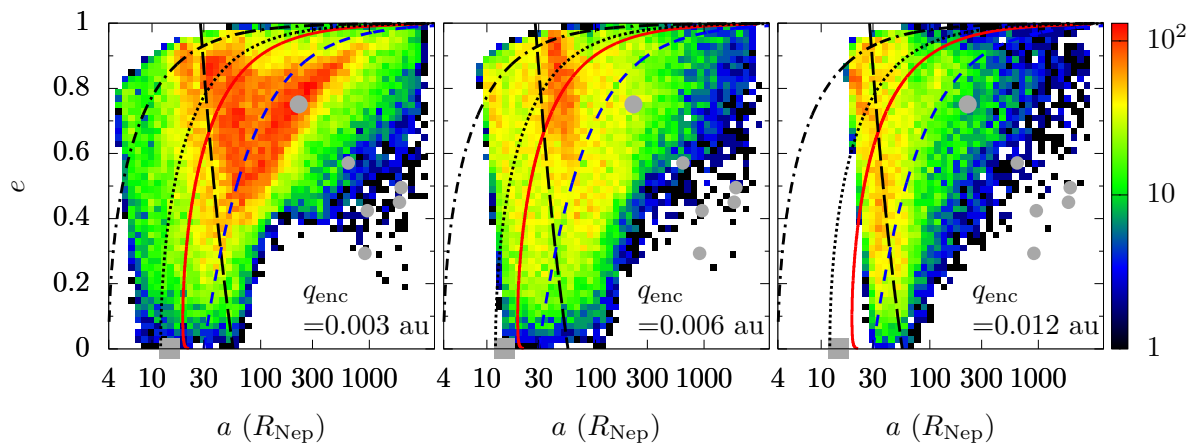 1
0.8
0.6
0.4
0.2
0
e
q_enc
=0.003 au
q_enc
=0.006 au
q_enc
=0.012 au
10²
10
1
4 10 30 100 300 1000 4 10 30 100 300 1000 4 10 30 100 300 1000
a (R_Nep) a (R_Nep) a (R_Nep)